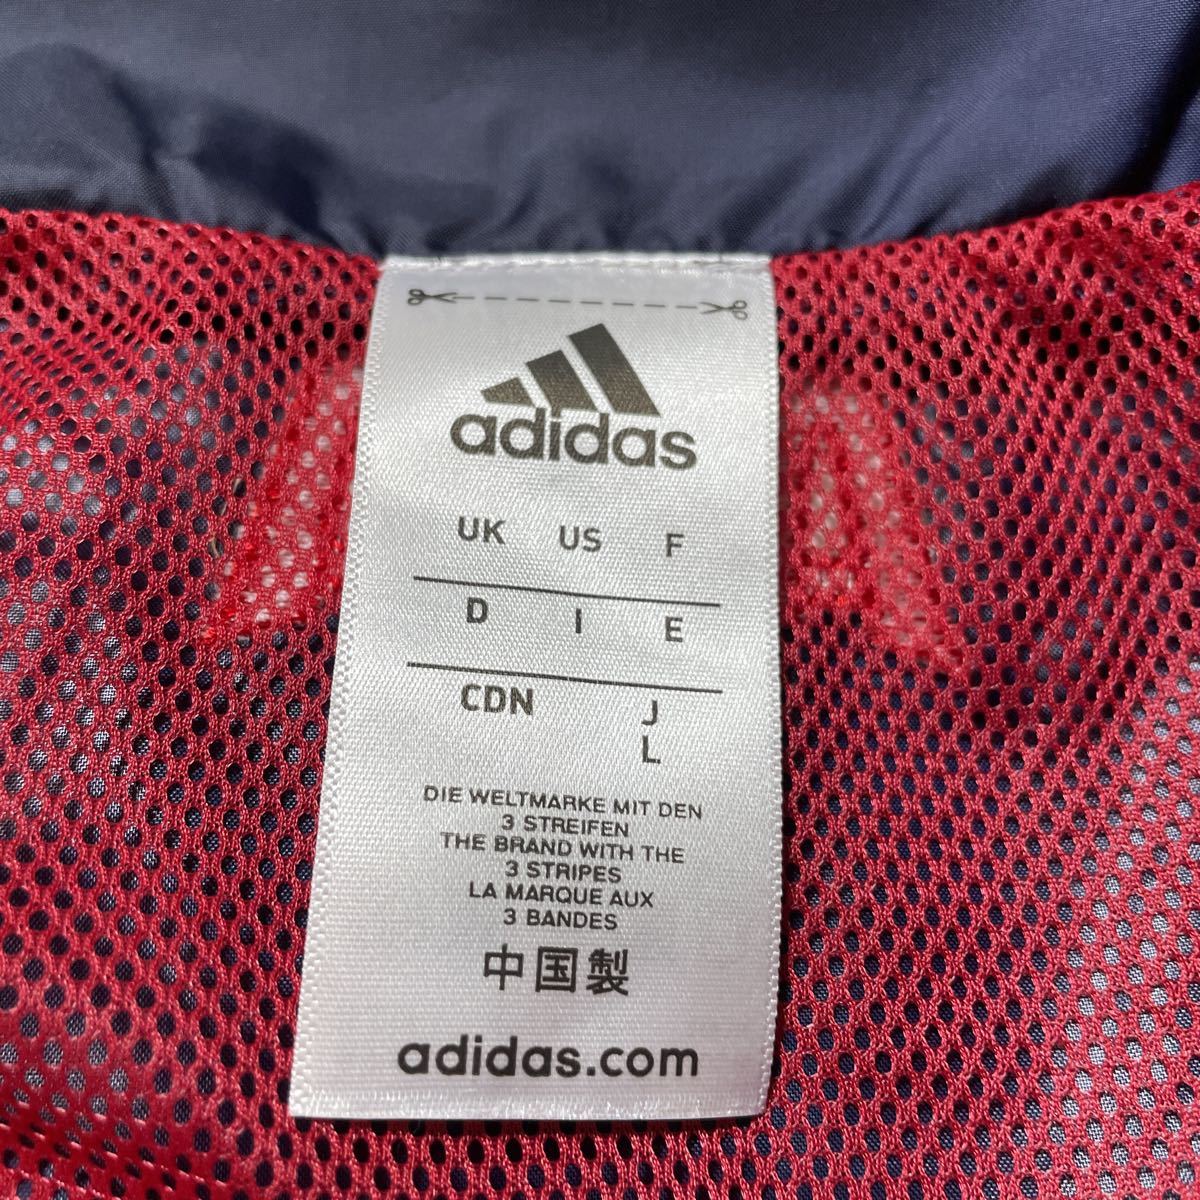 adidas
UK US F
D I E
CDN J
L
DIE WELTMARKE MIT DEN
3 STREIFEN
THE BRAND WITH THE
3 STRIPES
LA MARQUE AUX
3 BANDES
中国製
adidas.com